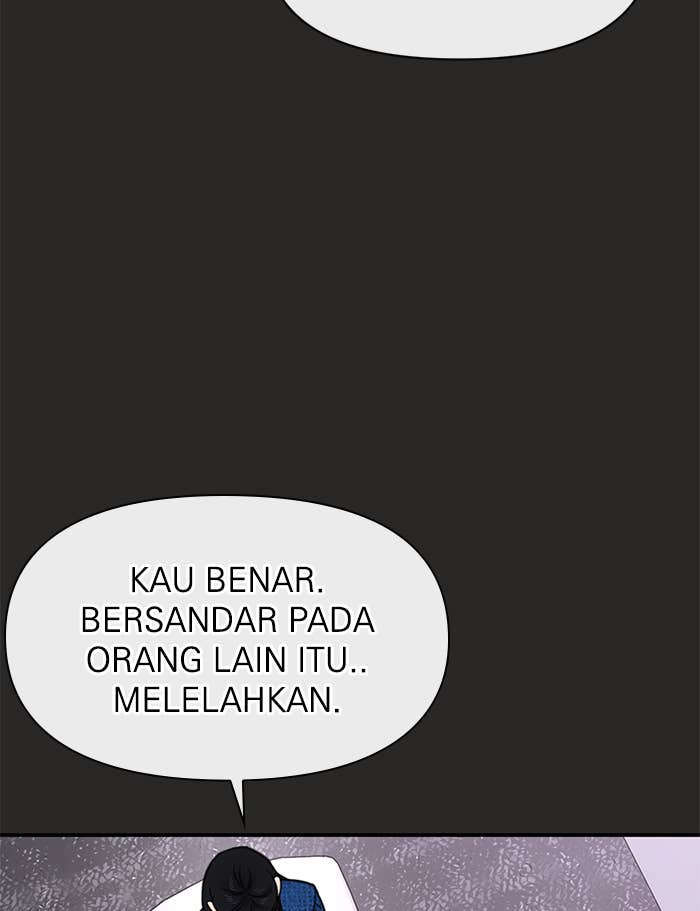 KAU BENAR.
BERSANDAR PADA
ORANG LAIN ITU..
MELELAHKAN.